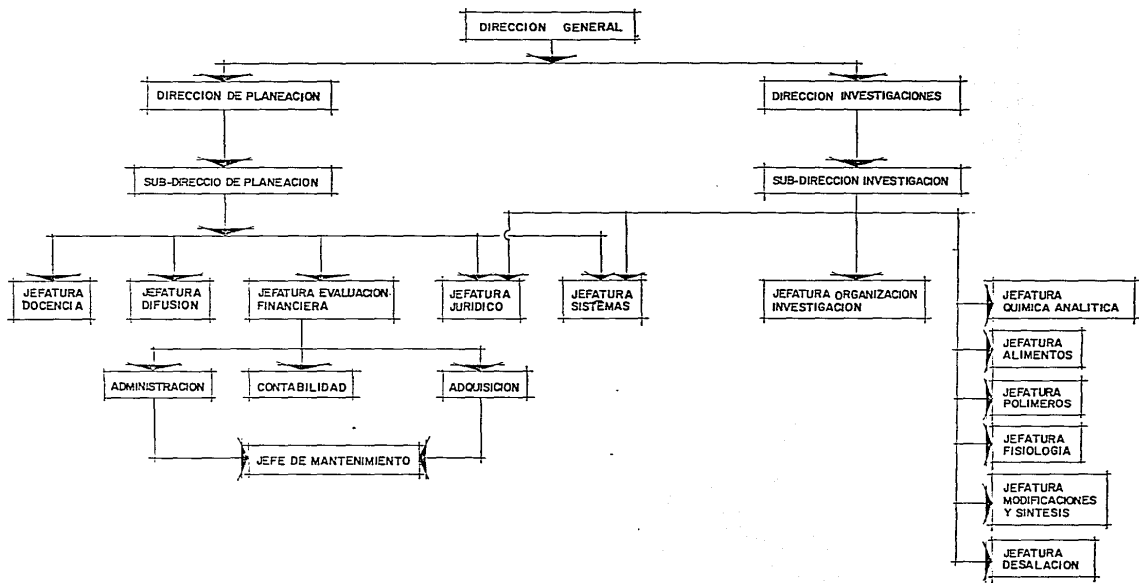 DIRECCION GENERAL
DIRECCION DE PLANEACION
DIRECCION INVESTIGACIONES
SUB-DIRECCIO DE PLANEACION
SUB-DIRECCION INVESTIGACION
JEFATURA
DOCENCIA
JEFATURA
DIFUSION
JEFATURA EVALUACION
FINANCIERA
JEFATURA
JURIDICO
JEFATURA
SISTEMAS
JEFATURA ORGANIZACION
INVESTIGACION
JEFATURA
QUIMICA ANALITICA
JEFATURA
ALIMENTOS
JEFATURA
POLIMEROS
JEFATURA
FISIOLOGIA
JEFATURA
MODIFICACIONES
Y SINTESIS
JEFATURA
DESALACION
ADMINISTRACION
CONTABILIDAD
ADQUISICION
JEFE DE MANTENIMIENTO